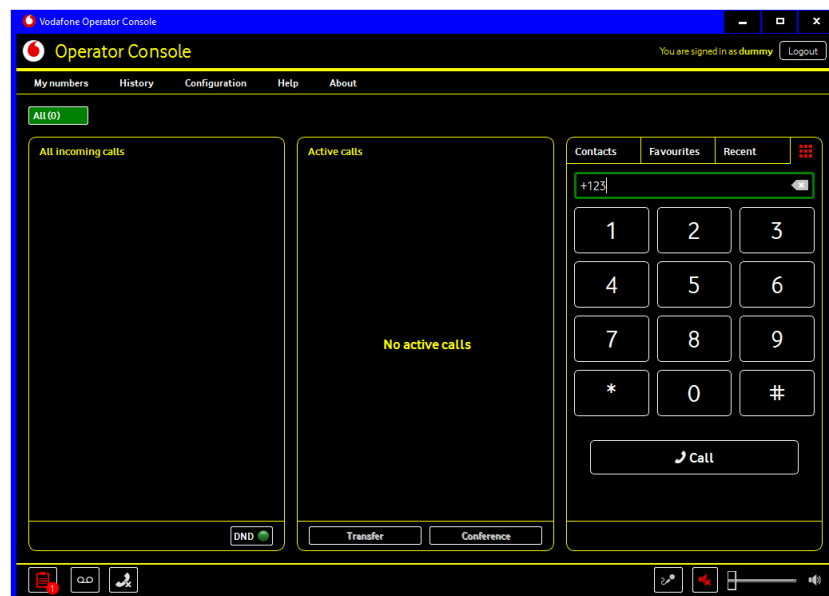 Vodafone Operator Console
Operator Console
You are signed in as dummy Logout
My numbers History Configuration Help About
All (0)
All incoming calls
Active calls
No active calls
DND
Transfer Conference
Contacts Favourites Recent
+123
1 2 3
4 5 6
7 8 9
* 0 #
Call
1